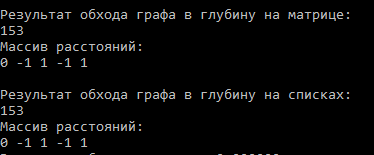 Результат обхода графа в глубину на матрице:
153
Массив расстояний:
0 -1 1 -1 1
Результат обхода графа в глубину на списках:
153
Массив расстояний:
0 -1 1 -1 1